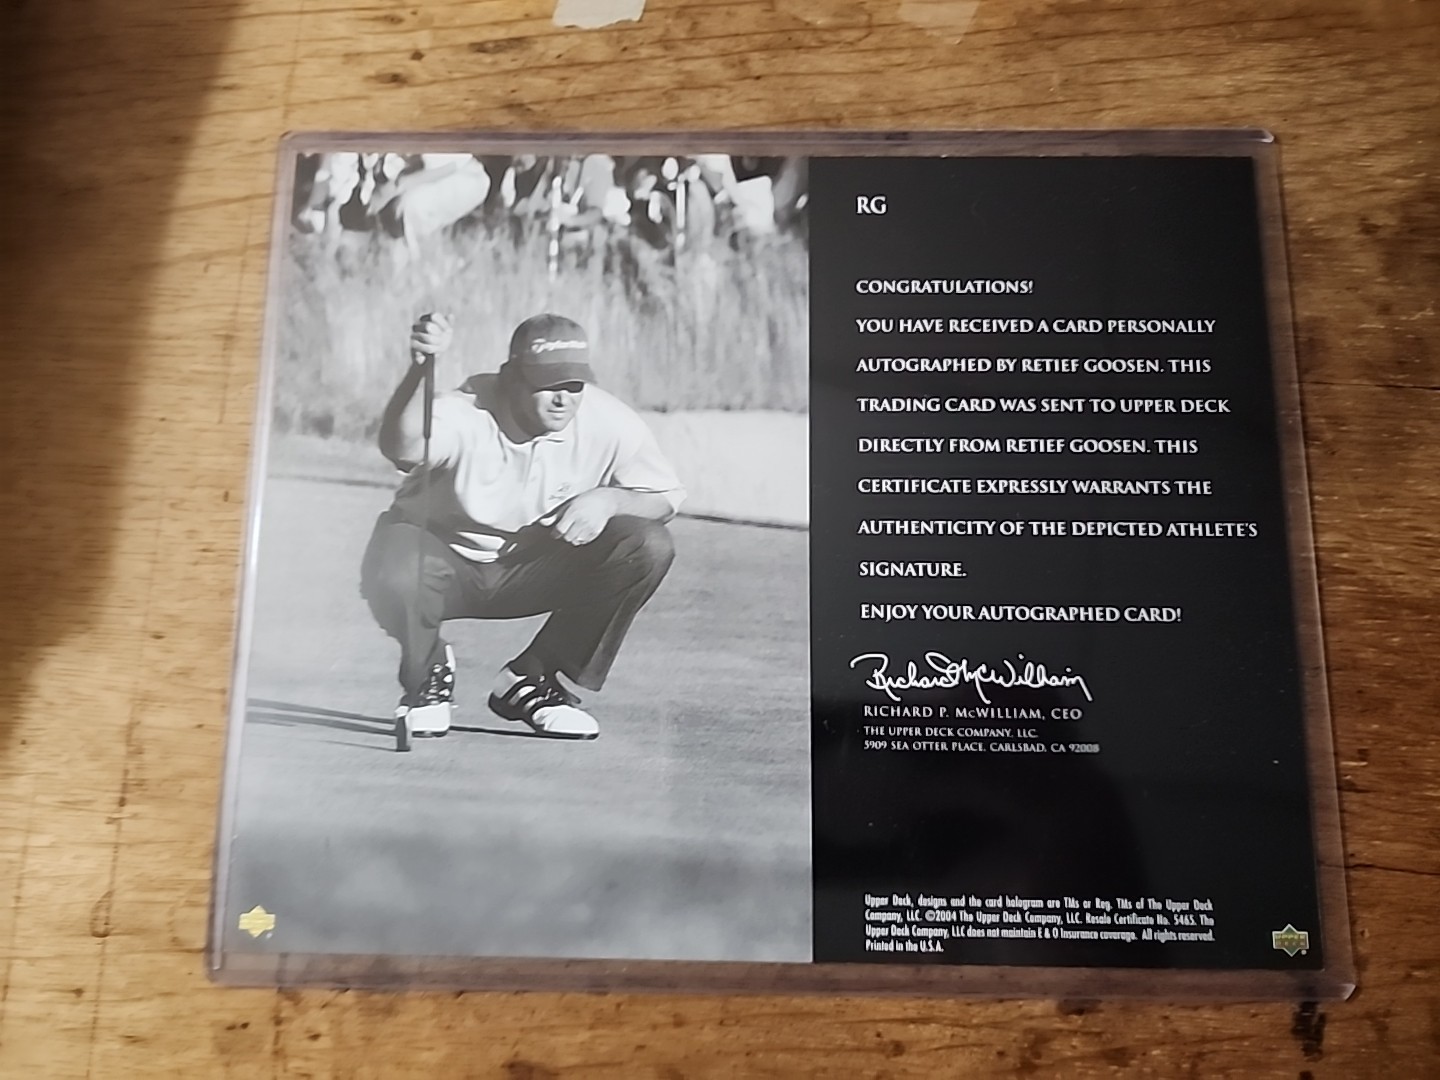 TaylorMade
RG
CONGRATULATIONS!
YOU HAVE RECEIVED A CARD PERSONALLY
AUTOGRAPHED BY RETIEF GOOSEN. THIS
TRADING CARD WAS SENT TO UPPER DECK
DIRECTLY FROM RETIEF GOOSEN. THIS
CERTIFICATE EXPRESSLY WARRANTS THE
AUTHENTICITY OF THE DEPICTED ATHLETE'S
SIGNATURE.
ENJOY YOUR AUTOGRAPHED CARD!
Richard McWilliam
RICHARD P. McWILLIAM, CEO
THE UPPER DECK COMPANY, LLC.
5909 SEA OTTER PLACE, CARLSBAD, CA 92008
Upper Deck, designs and the card hologram are TMs or Reg. TMs of The Upper Deck
Company, LLC. ©2004 The Upper Deck Company, LLC. Resale Certificate No. 5465. The
Upper Deck Company, LLC does not maintain E & O Insurance coverage. All rights reserved.
Printed in the U.S.A.
UPPER